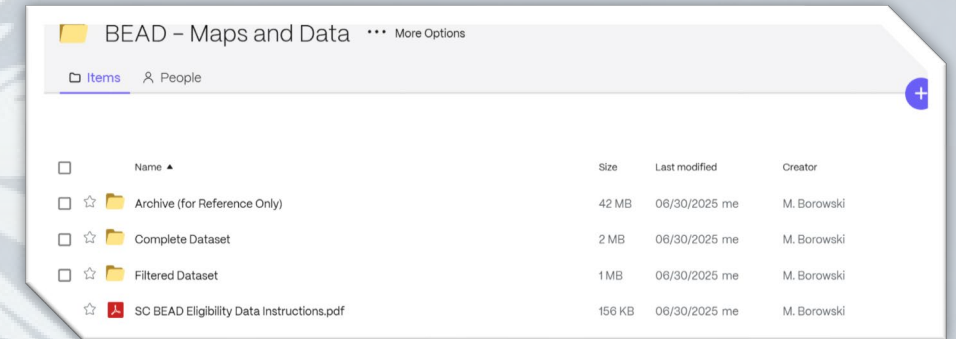 BEAD – Maps and Data ••• More Options
Items People
Name ▲ Size Last modified Creator
Archive (for Reference Only) 42 MB 06/30/2025 me M. Borowski
Complete Dataset 2 MB 06/30/2025 me M. Borowski
Filtered Dataset 1 MB 06/30/2025 me M. Borowski
SC BEAD Eligibility Data Instructions.pdf 156 KB 06/30/2025 me M. Borowski